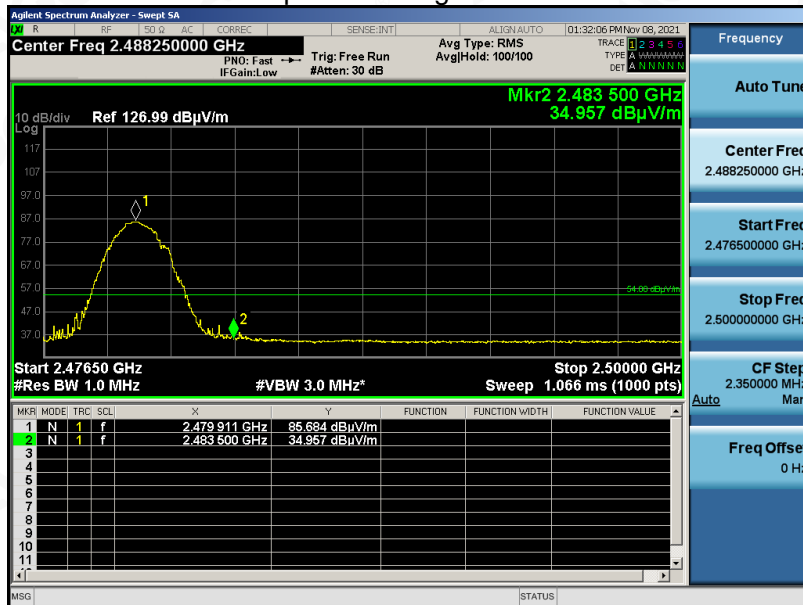 Agilent Spectrum Analyzer - Swept SA
LXI R RF 50 Ω AC CORREC SENSE:INT ALIGNAUTO 01:32:06 PMNov 08, 2021
Center Freq 2.488250000 GHz
PNO: Fast
IFGain:Low
Trig: Free Run
#Atten: 30 dB
Avg Type: RMS
Avg|Hold: 100/100
TRACE 1 2 3 4 5 6
TYPE A WWWWW
DET A N N N N N
Mkr2 2.483 500 GHz
34.957 dBµV/m
10 dB/div Ref 126.99 dBµV/m
Log
117
107
97.0
87.0
77.0
67.0
57.0
47.0
37.0
1
2
54.00 dBµV/m
Start 2.47650 GHz Stop 2.50000 GHz
#Res BW 1.0 MHz #VBW 3.0 MHz* Sweep 1.066 ms (1000 pts)
MKR MODE TRC SCL X Y FUNCTION FUNCTION WIDTH FUNCTION VALUE
1 N 1 f 2.479 911 GHz 85.684 dBµV/m
2 N 1 f 2.483 500 GHz 34.957 dBµV/m
3
4
5
6
7
8
9
10
11
MSG STATUS
Frequency
Auto Tune
Center Freq
2.488250000 GHz
Start Freq
2.476500000 GHz
Stop Freq
2.500000000 GHz
CF Step
2.350000 MHz
Auto Man
Freq Offset
0 Hz